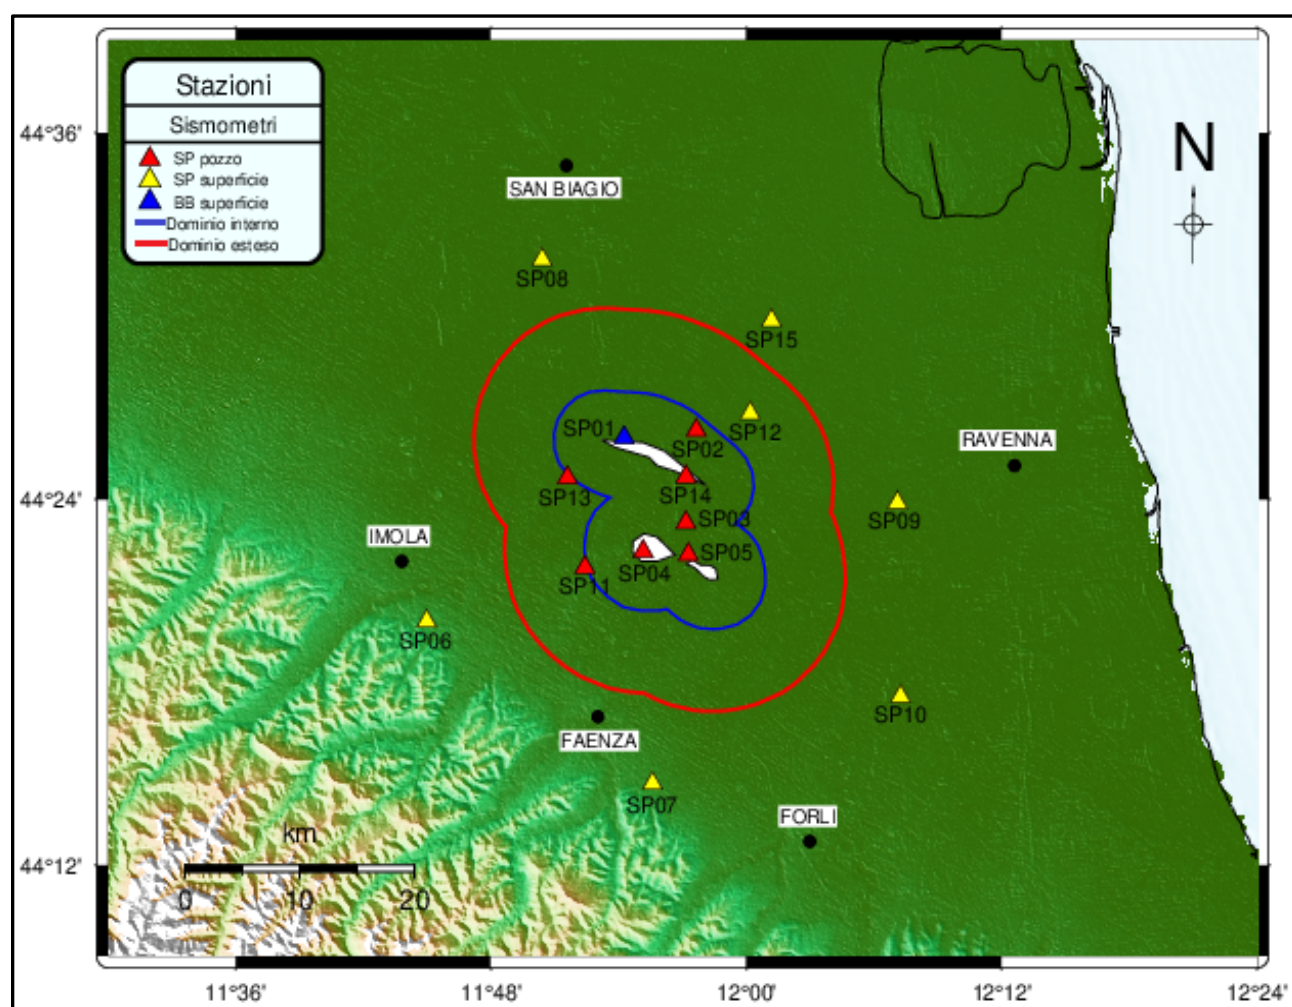 Stazioni
Sismometri
SP pozzo
SP superficie
BB superficie
Dominio interno
Dominio esteso
44°36'
44°24'
44°12'
11°36'
11°48'
12°00'
12°12'
12°24'
N
SAN BIAGIO
SP08
SP15
SP01
SP02
SP12
RAVENNA
SP13
SP14
SP09
SP03
IMOLA
SP04
SP05
SP11
SP06
SP10
FAENZA
SP07
FORLI
km
0 10 20